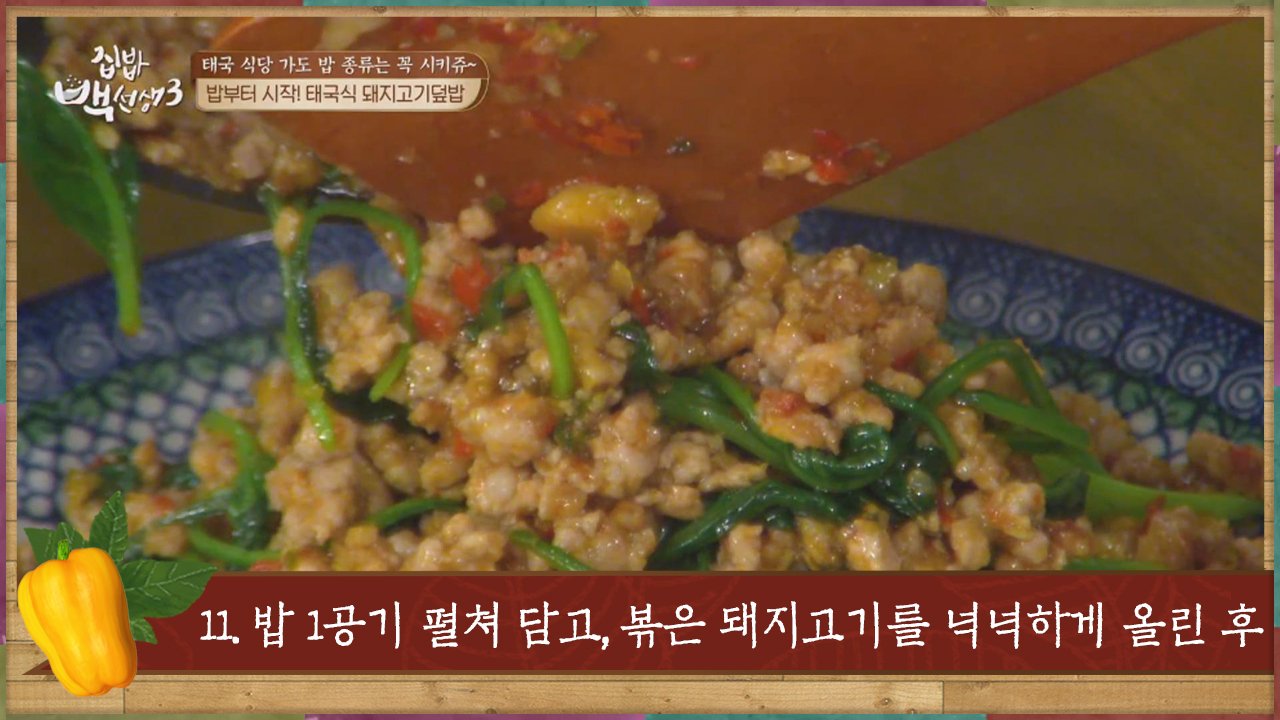 집밥
백선생3
태국 식당 가도 밥 종류는 꼭 시키쥬~
밥부터 시작! 태국식 돼지고기덮밥
11. 밥 1공기 펼쳐 담고, 볶은 돼지고기를 넉넉하게 올린 후